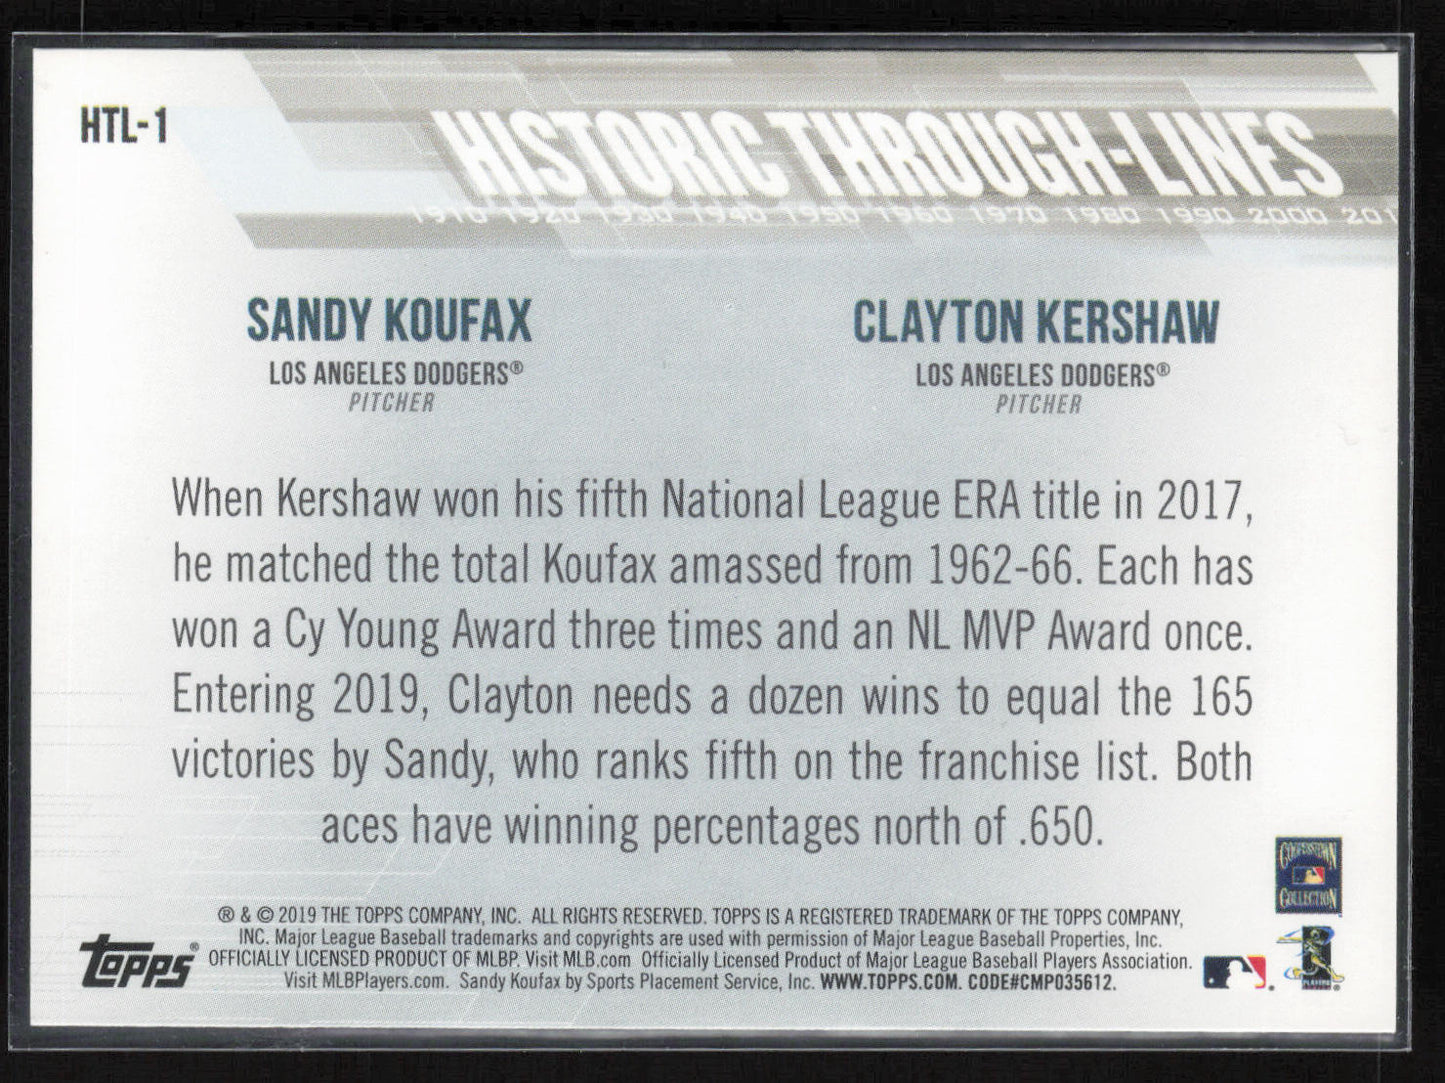 HTL-1
HISTORIC THROUGH-LINES
1910 1920 1930 1940 1950 1960 1970 1980 1990 2000 201
SANDY KOUFAX
LOS ANGELES DODGERS®
PITCHER
CLAYTON KERSHAW
LOS ANGELES DODGERS®
PITCHER
When Kershaw won his fifth National League ERA title in 2017,
he matched the total Koufax amassed from 1962-66. Each has
won a Cy Young Award three times and an NL MVP Award once.
Entering 2019, Clayton needs a dozen wins to equal the 165
victories by Sandy, who ranks fifth on the franchise list. Both
aces have winning percentages north of .650.
COOPERSTOWN
COLLECTION
® & © 2019 THE TOPPS COMPANY, INC. ALL RIGHTS RESERVED. TOPPS IS A REGISTERED TRADEMARK OF THE TOPPS COMPANY,
INC. Major League Baseball trademarks and copyrights are used with permission of Major League Baseball Properties, Inc.
OFFICIALLY LICENSED PRODUCT OF MLBP. Visit MLB.com Officially Licensed Product of Major League Baseball Players Association.
Visit MLBPlayers.com. Sandy Koufax by Sports Placement Service, Inc. WWW.TOPPS.COM. CODE#CMP035612.
topps®
PLAYERS